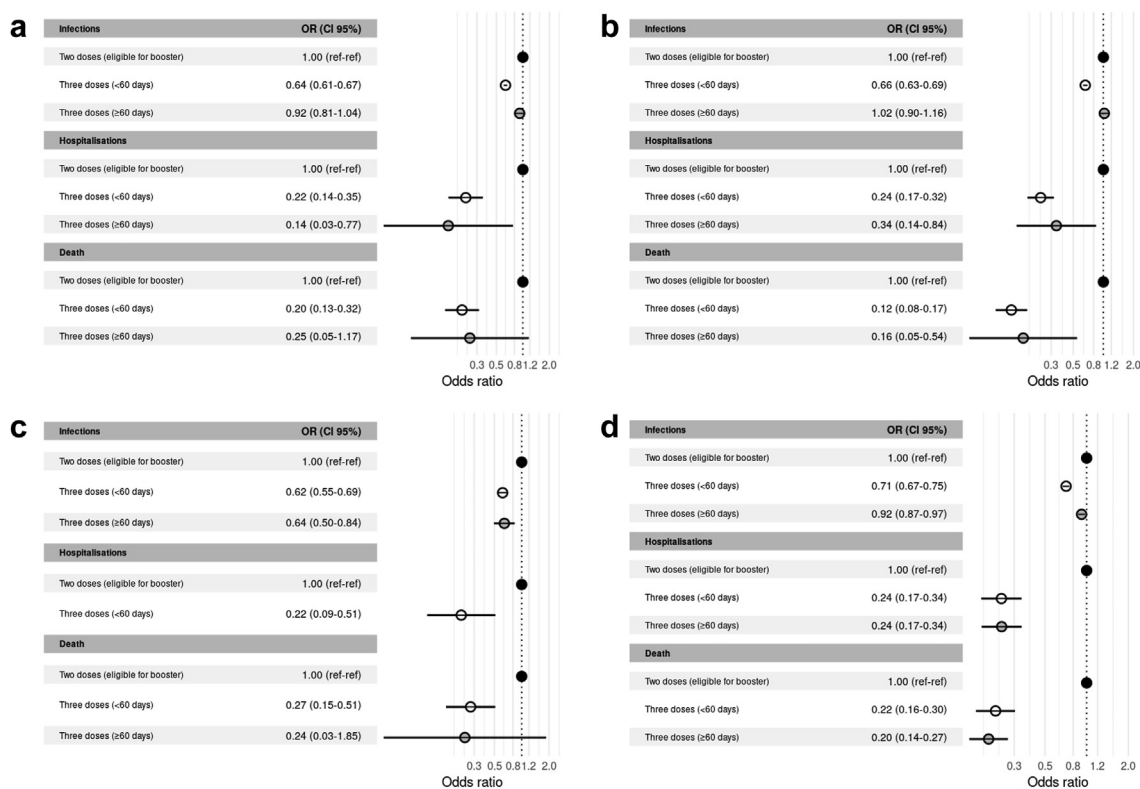 a
Infections OR (CI 95%)
Two doses (eligible for booster) 1.00 (ref-ref)
Three doses (<60 days) 0.64 (0.61-0.67)
Three doses (≥60 days) 0.92 (0.81-1.04)
Hospitalisations
Two doses (eligible for booster) 1.00 (ref-ref)
Three doses (<60 days) 0.22 (0.14-0.35)
Three doses (≥60 days) 0.14 (0.03-0.77)
Death
Two doses (eligible for booster) 1.00 (ref-ref)
Three doses (<60 days) 0.20 (0.13-0.32)
Three doses (≥60 days) 0.25 (0.05-1.17)
0.3 0.5 0.8 1.2 2.0
Odds ratio
b
Infections OR (CI 95%)
Two doses (eligible for booster) 1.00 (ref-ref)
Three doses (<60 days) 0.66 (0.63-0.69)
Three doses (≥60 days) 1.02 (0.90-1.16)
Hospitalisations
Two doses (eligible for booster) 1.00 (ref-ref)
Three doses (<60 days) 0.24 (0.17-0.32)
Three doses (≥60 days) 0.34 (0.14-0.84)
Death
Two doses (eligible for booster) 1.00 (ref-ref)
Three doses (<60 days) 0.12 (0.08-0.17)
Three doses (≥60 days) 0.16 (0.05-0.54)
0.3 0.5 0.8 1.2 2.0
Odds ratio
c
Infections OR (CI 95%)
Two doses (eligible for booster) 1.00 (ref-ref)
Three doses (<60 days) 0.62 (0.55-0.69)
Three doses (≥60 days) 0.64 (0.50-0.84)
Hospitalisations
Two doses (eligible for booster) 1.00 (ref-ref)
Three doses (<60 days) 0.22 (0.09-0.51)
Death
Two doses (eligible for booster) 1.00 (ref-ref)
Three doses (<60 days) 0.27 (0.15-0.51)
Three doses (≥60 days) 0.24 (0.03-1.85)
0.3 0.5 0.8 1.2 2.0
Odds ratio
d
Infections OR (CI 95%)
Two doses (eligible for booster) 1.00 (ref-ref)
Three doses (<60 days) 0.71 (0.67-0.75)
Three doses (≥60 days) 0.92 (0.87-0.97)
Hospitalisations
Two doses (eligible for booster) 1.00 (ref-ref)
Three doses (<60 days) 0.24 (0.17-0.34)
Three doses (≥60 days) 0.24 (0.17-0.34)
Death
Two doses (eligible for booster) 1.00 (ref-ref)
Three doses (<60 days) 0.22 (0.16-0.30)
Three doses (≥60 days) 0.20 (0.14-0.27)
0.3 0.5 0.8 1.2 2.0
Odds ratio